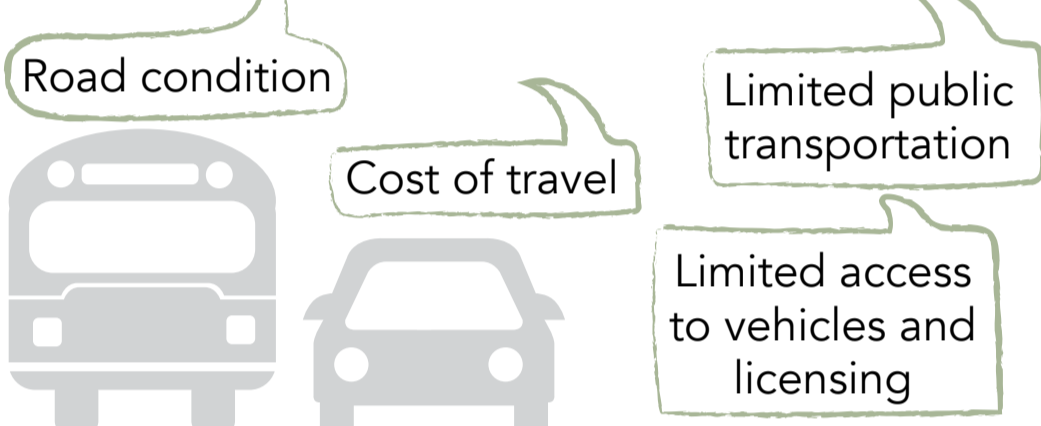 Road condition
Cost of travel
Limited public
transportation
Limited access
to vehicles and
licensing